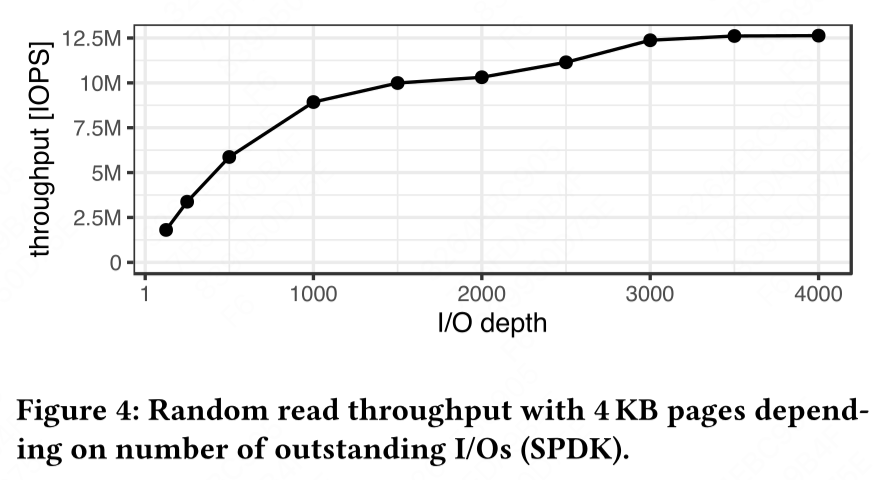 throughput [IOPS]
12.5M
10M
7.5M
5M
2.5M
0
1 1000 2000 3000 4000
I/O depth
Figure 4: Random read throughput with 4 KB pages depend-
ing on number of outstanding I/Os (SPDK).